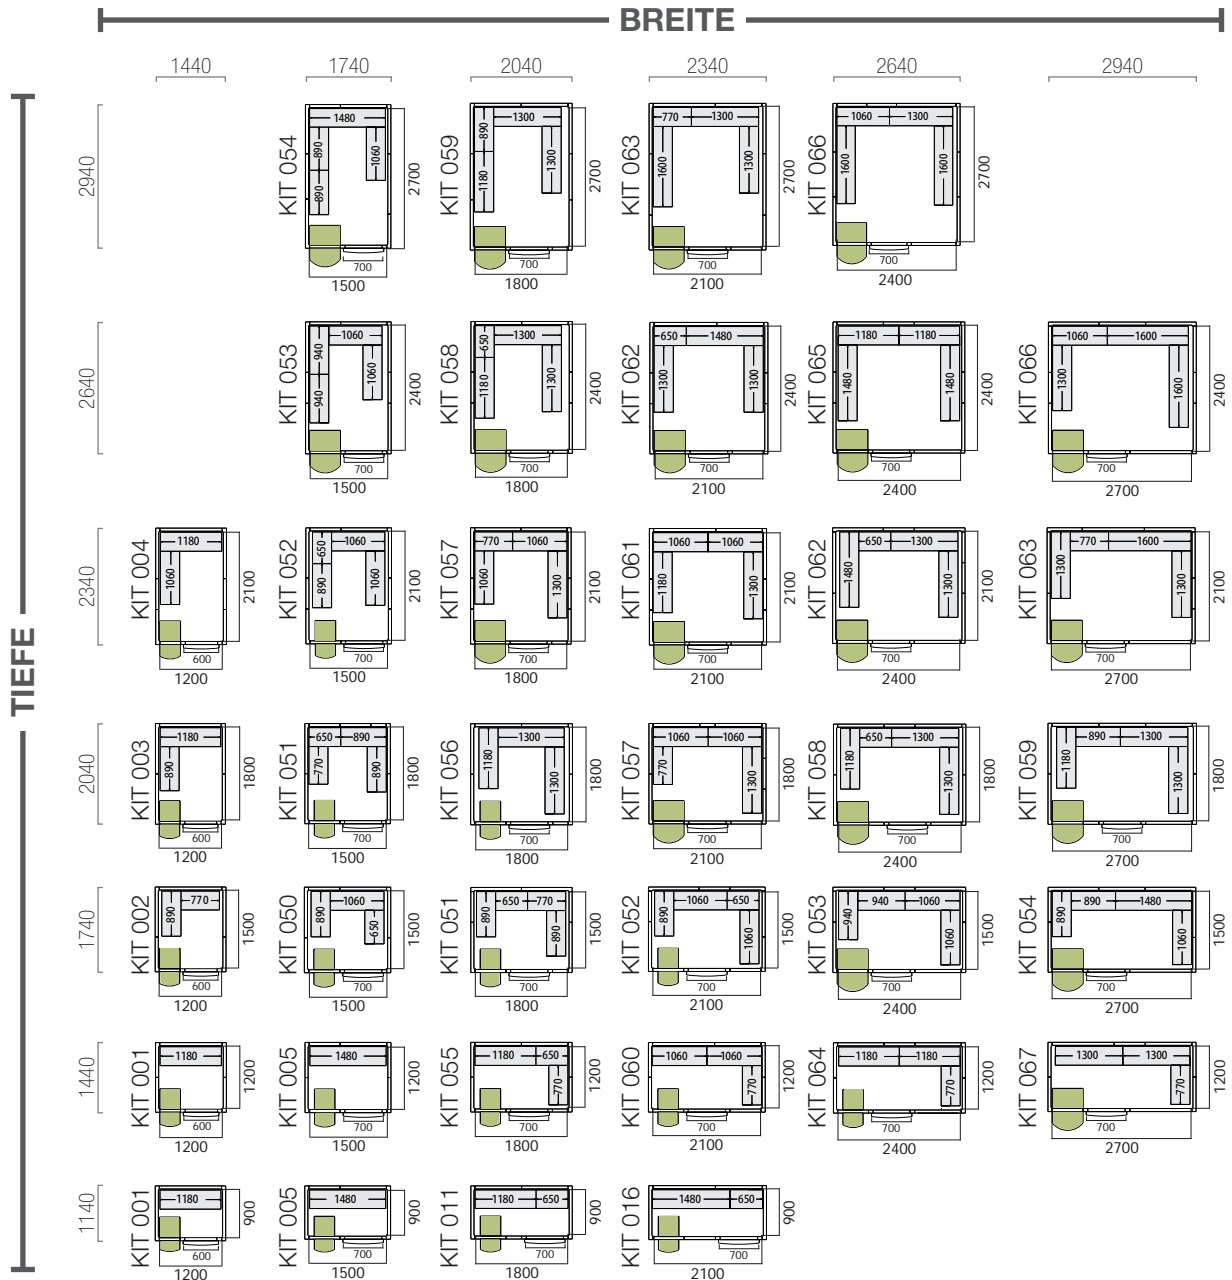 BREITE
1440 1740 2040 2340 2640 2940
TIEFE
2940
KIT 054 1480 890 890 1060 2700 700 1500
KIT 059 890 1180 1300 1300 2700 700 1800
KIT 063 770 1300 1600 1300 2700 700 2100
KIT 066 1060 1300 1600 1600 2700 700 2400
2640
KIT 053 940 940 1060 1060 2400 700 1500
KIT 058 650 1180 1300 1300 2400 700 1800
KIT 062 650 1480 1300 1300 2400 700 2100
KIT 065 1180 1180 1480 1480 2400 700 2400
KIT 066 1060 1600 1300 1600 2400 700 2700
2340
KIT 004 1180 1060 2100 600 1200
KIT 052 650 890 1060 1060 2100 700 1500
KIT 057 770 1060 1060 1300 2100 700 1800
KIT 061 1060 1060 1180 1300 2100 700 2100
KIT 062 1480 650 1300 1300 2100 700 2400
KIT 063 1300 770 1600 1300 2100 700 2700
2040
KIT 003 1180 890 1800 600 1200
KIT 051 650 890 770 890 1800 700 1500
KIT 056 1180 1300 1300 1800 700 1800
KIT 057 1060 1060 770 1300 1800 700 2100
KIT 058 1180 650 1300 1300 1800 700 2400
KIT 059 1180 890 1300 1300 1800 700 2700
1740
KIT 002 890 770 1500 600 1200
KIT 050 890 1060 650 1500 700 1500
KIT 051 890 650 770 890 1500 700 1800
KIT 052 890 1060 650 1060 1500 700 2100
KIT 053 940 940 1060 1060 1500 700 2400
KIT 054 890 890 1480 1060 1500 700 2700
1440
KIT 001 1180 1200 600 1200
KIT 005 1480 1200 700 1500
KIT 055 1180 650 770 1200 700 1800
KIT 060 1060 1060 770 1200 700 2100
KIT 064 1180 1180 770 1200 700 2400
KIT 067 1300 1300 770 1200 700 2700
1140
KIT 001 1180 900 600 1200
KIT 005 1480 900 700 1500
KIT 011 1180 650 900 700 1800
KIT 016 1480 650 900 700 2100